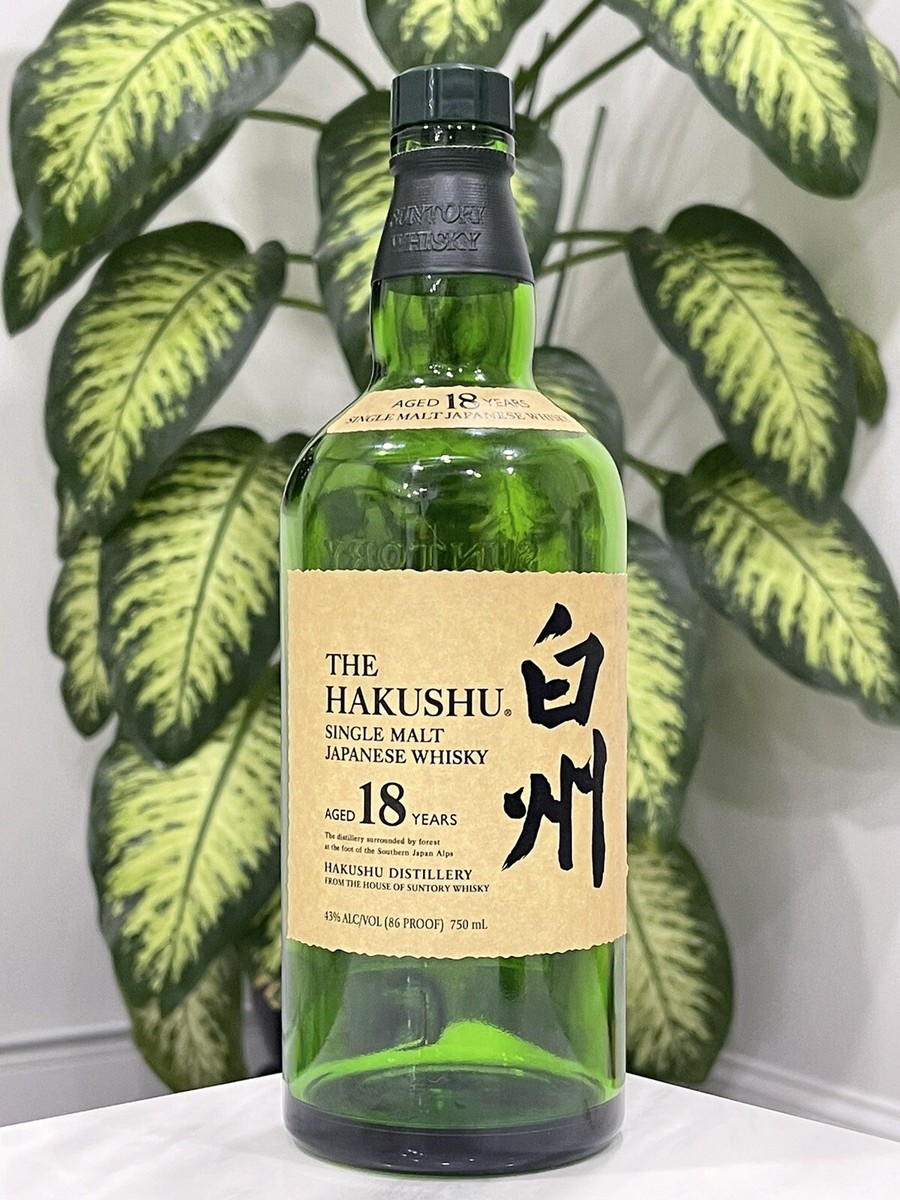 SUNTORY
WHISKY
AGED 18 YEARS
SINGLE MALT JAPANESE WHISKY
SUNTORY
THE
HAKUSHU®
SINGLE MALT
JAPANESE WHISKY
AGED 18 YEARS
The distillery surrounded by forest
at the foot of the Southern Japan Alps
HAKUSHU DISTILLERY
FROM THE HOUSE OF SUNTORY WHISKY
43% ALC/VOL (86 PROOF) 750 mL
白州